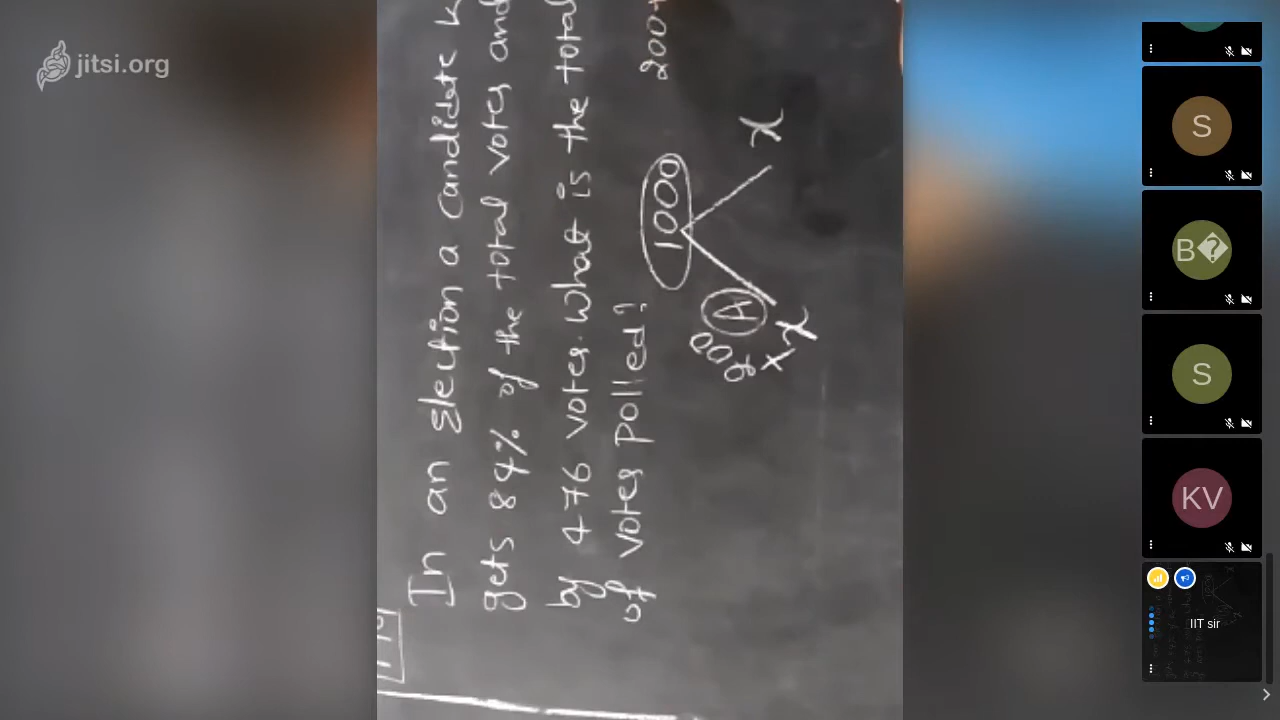 jitsi.org
In an Election a candidate
gets 84% of the total votes and
by 476 votes. What is the total
of votes polled?
1000
200+
A
x
800
x+x
S
B�
S
KV
IIT sir